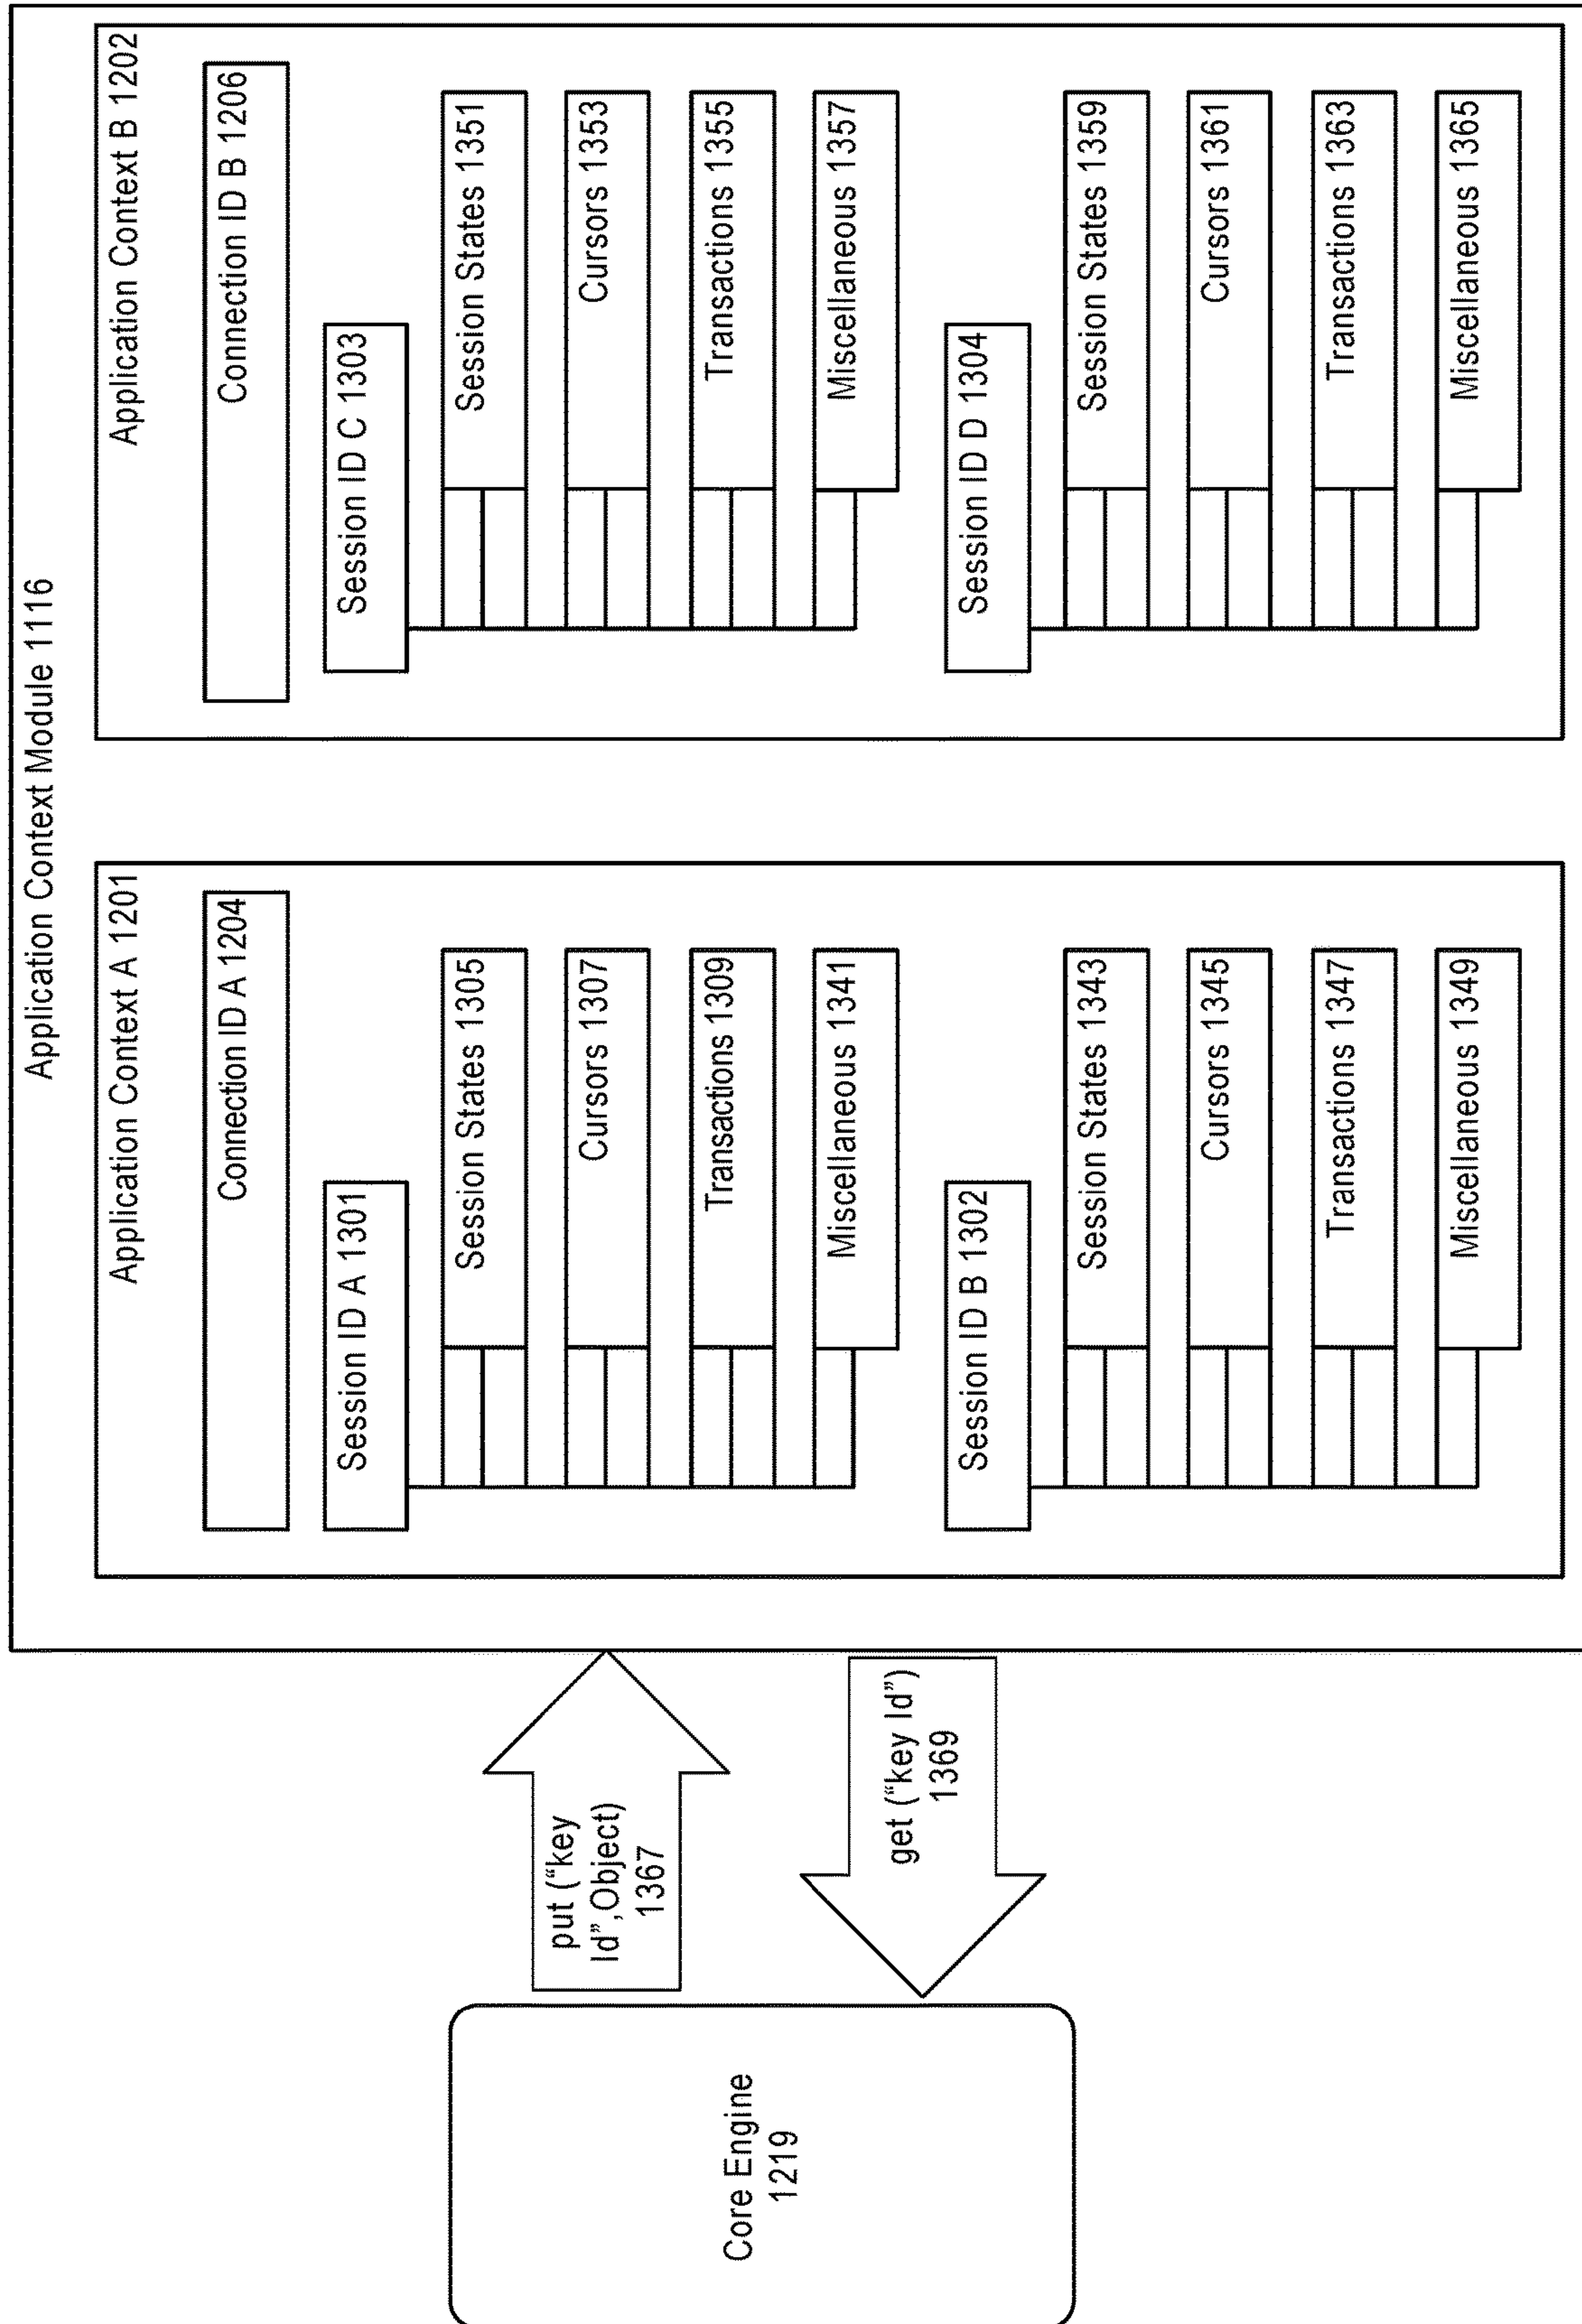 Application Context Module 1116
Application Context A 1201
Connection ID A 1204
Session ID A 1301
Session States 1305
Cursors 1307
Transactions 1309
Miscellaneous 1341
Session ID B 1302
Session States 1343
Cursors 1345
Transactions 1347
Miscellaneous 1349
Application Context B 1202
Connection ID B 1206
Session ID C 1303
Session States 1351
Cursors 1353
Transactions 1355
Miscellaneous 1357
Session ID D 1304
Session States 1359
Cursors 1361
Transactions 1363
Miscellaneous 1365
put (“key
Id”,Object)
1367
get (“key Id”)
1369
Core Engine
1219